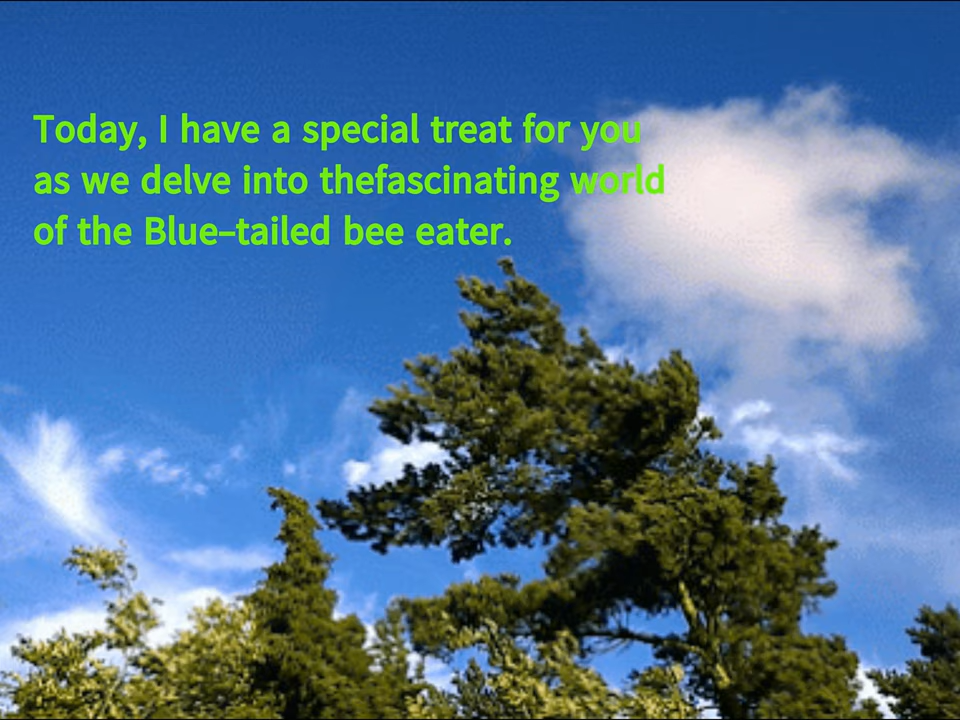 Today, I have a special treat for you
as we delve into thefascinating world
of the Blue–tailed bee eater.